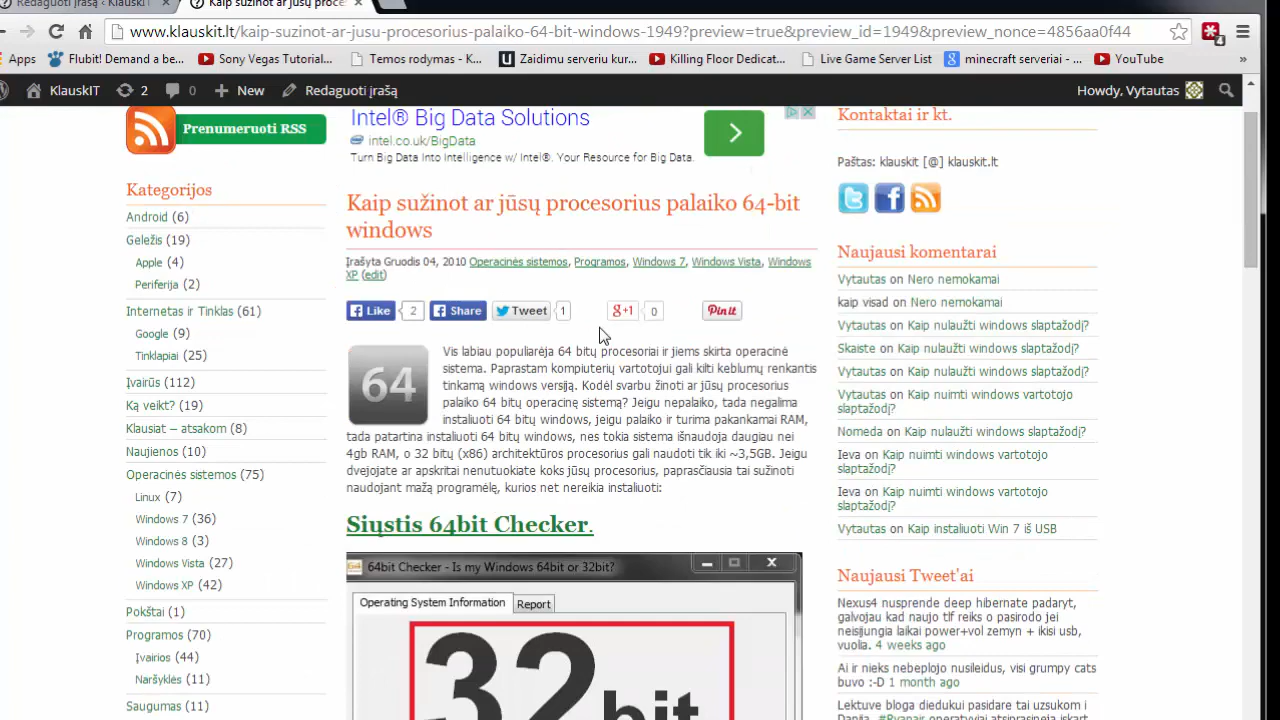 Redaguoti įrašą ‹ KlauskIT
Kaip sužinot ar jūsų proce
www.klauskit.lt/kaip-suzinot-ar-jusu-procesorius-palaiko-64-bit-windows-1949?preview=true&preview_id=1949&preview_nonce=4856aa0f44
4
Apps
Flubit! Demand a be...
Sony Vegas Tutorial...
Temos rodymas - K...
Zaidimu serveriu kur...
Killing Floor Dedicat...
Live Game Server List
minecraft serveriai - ...
YouTube
»
KlauskIT
2
0
New
Redaguoti įrašą
Howdy, Vytautas
Prenumeruoti RSS
Kategorijos
Android (6)
Geležis (19)
Apple (4)
Periferija (2)
Internetas ir Tinklas (61)
Google (9)
Tinklapiai (25)
Įvairūs (112)
Ką veikt? (19)
Klausiat – atsakom (8)
Naujienos (10)
Operacinės sistemos (75)
Linux (7)
Windows 7 (36)
Windows 8 (3)
Windows Vista (27)
Windows XP (42)
Pokštai (1)
Programos (70)
Įvairios (44)
Naršyklės (11)
Saugumas (11)
Intel® Big Data Solutions
intel.co.uk/BigData
Turn Big Data Into Intelligence w/ Intel®. Your Resource for Big Data.
Kaip sužinot ar jūsų procesorius palaiko 64-bit
windows
Įrašyta Gruodis 04, 2010 Operacinės sistemos, Programos, Windows 7, Windows Vista, Windows
XP (edit)
Like 2 Share Tweet 1 g+1 0 Pin it
64
Vis labiau populiarėja 64 bitų procesoriai ir jiems skirta operacinė
sistema. Paprastam kompiuterių vartotojui gali kilti keblumų renkantis
tinkamą windows versiją. Kodėl svarbu žinoti ar jūsų procesorius
palaiko 64 bitų operacinę sistemą? Jeigu nepalaiko, tada negalima
instaliuoti 64 bitų windows, jeigu palaiko ir turima pakankamai RAM,
tada patartina instaliuoti 64 bitų windows, nes tokia sistema išnaudoja daugiau nei
4gb RAM, o 32 bitų (x86) architektūros procesorius gali naudoti tik iki ~3,5GB. Jeigu
dvejojate ar apskritai nenutuokiate koks jūsų procesorius, paprasčiausia tai sužinoti
naudojant mažą programėlę, kurios net nereikia instaliuoti:
Siųstis 64bit Checker.
64bit Checker - Is my Windows 64bit or 32bit?
Operating System Information
Report
32bit
Kontaktai ir kt.
Paštas: klauskit [@] klauskit.lt
Naujausi komentarai
Vytautas on Nero nemokamai
kaip visad on Nero nemokamai
Vytautas on Kaip nulaužti windows slaptažodį?
Skaiste on Kaip nulaužti windows slaptažodį?
Vytautas on Kaip nulaužti windows slaptažodį?
Vytautas on Kaip nuimti windows vartotojo
slaptažodį?
Nomeda on Kaip nulaužti windows slaptažodį?
Ieva on Kaip nuimti windows vartotojo
slaptažodį?
Ieva on Kaip nuimti windows vartotojo
slaptažodį?
Vytautas on Kaip instaliuoti Win 7 iš USB
Naujausi Tweet'ai
Nexus4 nusprende deep hibernate padaryt,
galvojau kad naujo tlf reiks o pasirodo jei
neisijungia laikai power+vol zemyn + ikisi usb,
vuolia. 4 weeks ago
Ai ir nieks nebeplojo nusileidus, visi grumpy cats
buvo :-D 1 month ago
Lektuve bloga diedukui pasidare tai uzsukom i